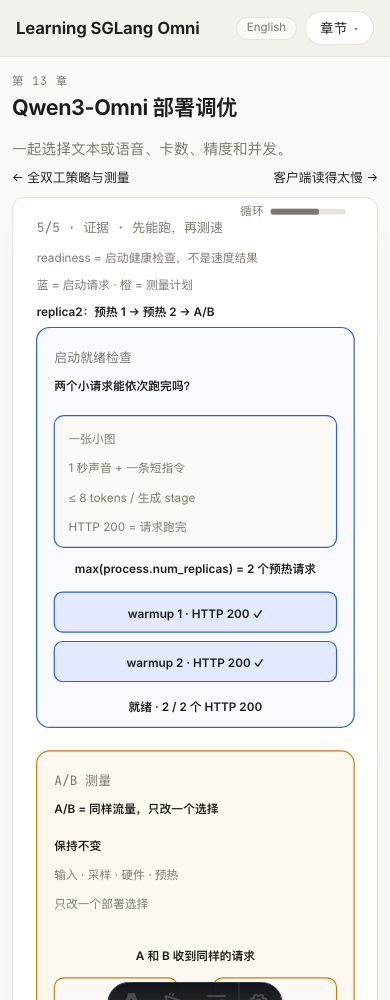 Learning SGLang Omni
English
章节
第 13 章
Qwen3-Omni 部署调优
一起选择文本或语音、卡数、精度和并发。
← 全双工策略与测量
客户端读得太慢 →
循环
5/5 · 证据 · 先能跑，再测速
readiness = 启动健康检查，不是速度结果
蓝 = 启动请求 · 橙 = 测量计划
replica2：预热 1 → 预热 2 → A/B
启动就绪检查
两个小请求能依次跑完吗？
一张小图
1 秒声音 + 一条短指令
≤ 8 tokens / 生成 stage
HTTP 200 = 请求跑完
max(process.num_replicas) = 2 个预热请求
warmup 1 · HTTP 200 ✓
warmup 2 · HTTP 200 ✓
就绪 · 2 / 2 个 HTTP 200
A/B 测量
A/B = 同样流量，只改一个选择
保持不变
输入 · 采样 · 硬件 · 预热
只改一个部署选择
A 和 B 收到同样的请求